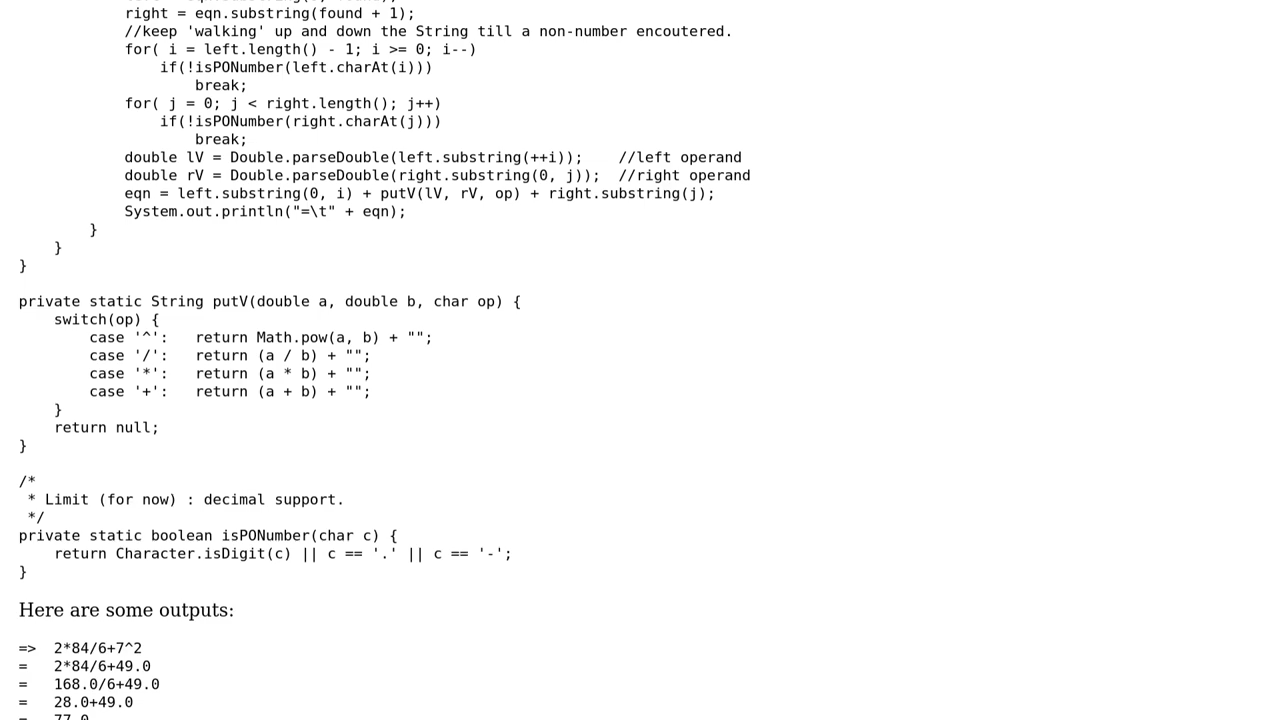 right = eqn.substring(found + 1);
//keep 'walking' up and down the String till a non-number encoutered.
for( i = left.length() - 1; i >= 0; i--)
if(!isPONumber(left.charAt(i)))
break;
for( j = 0; j < right.length(); j++)
if(!isPONumber(right.charAt(j)))
break;
double lV = Double.parseDouble(left.substring(++i));    //left operand
double rV = Double.parseDouble(right.substring(0, j));  //right operand
eqn = left.substring(0, i) + putV(lV, rV, op) + right.substring(j);
System.out.println("=\t" + eqn);
}
}
}
private static String putV(double a, double b, char op) {
switch(op) {
case '^':   return Math.pow(a, b) + "";
case '/':   return (a / b) + "";
case '*':   return (a * b) + "";
case '+':   return (a + b) + "";
}
return null;
}
/*
* Limit (for now) : decimal support.
*/
private static boolean isPONumber(char c) {
return Character.isDigit(c) || c == '.' || c == '-';
}
Here are some outputs:
=>  2*84/6+7^2
=   2*84/6+49.0
=   168.0/6+49.0
=   28.0+49.0
=   77.0